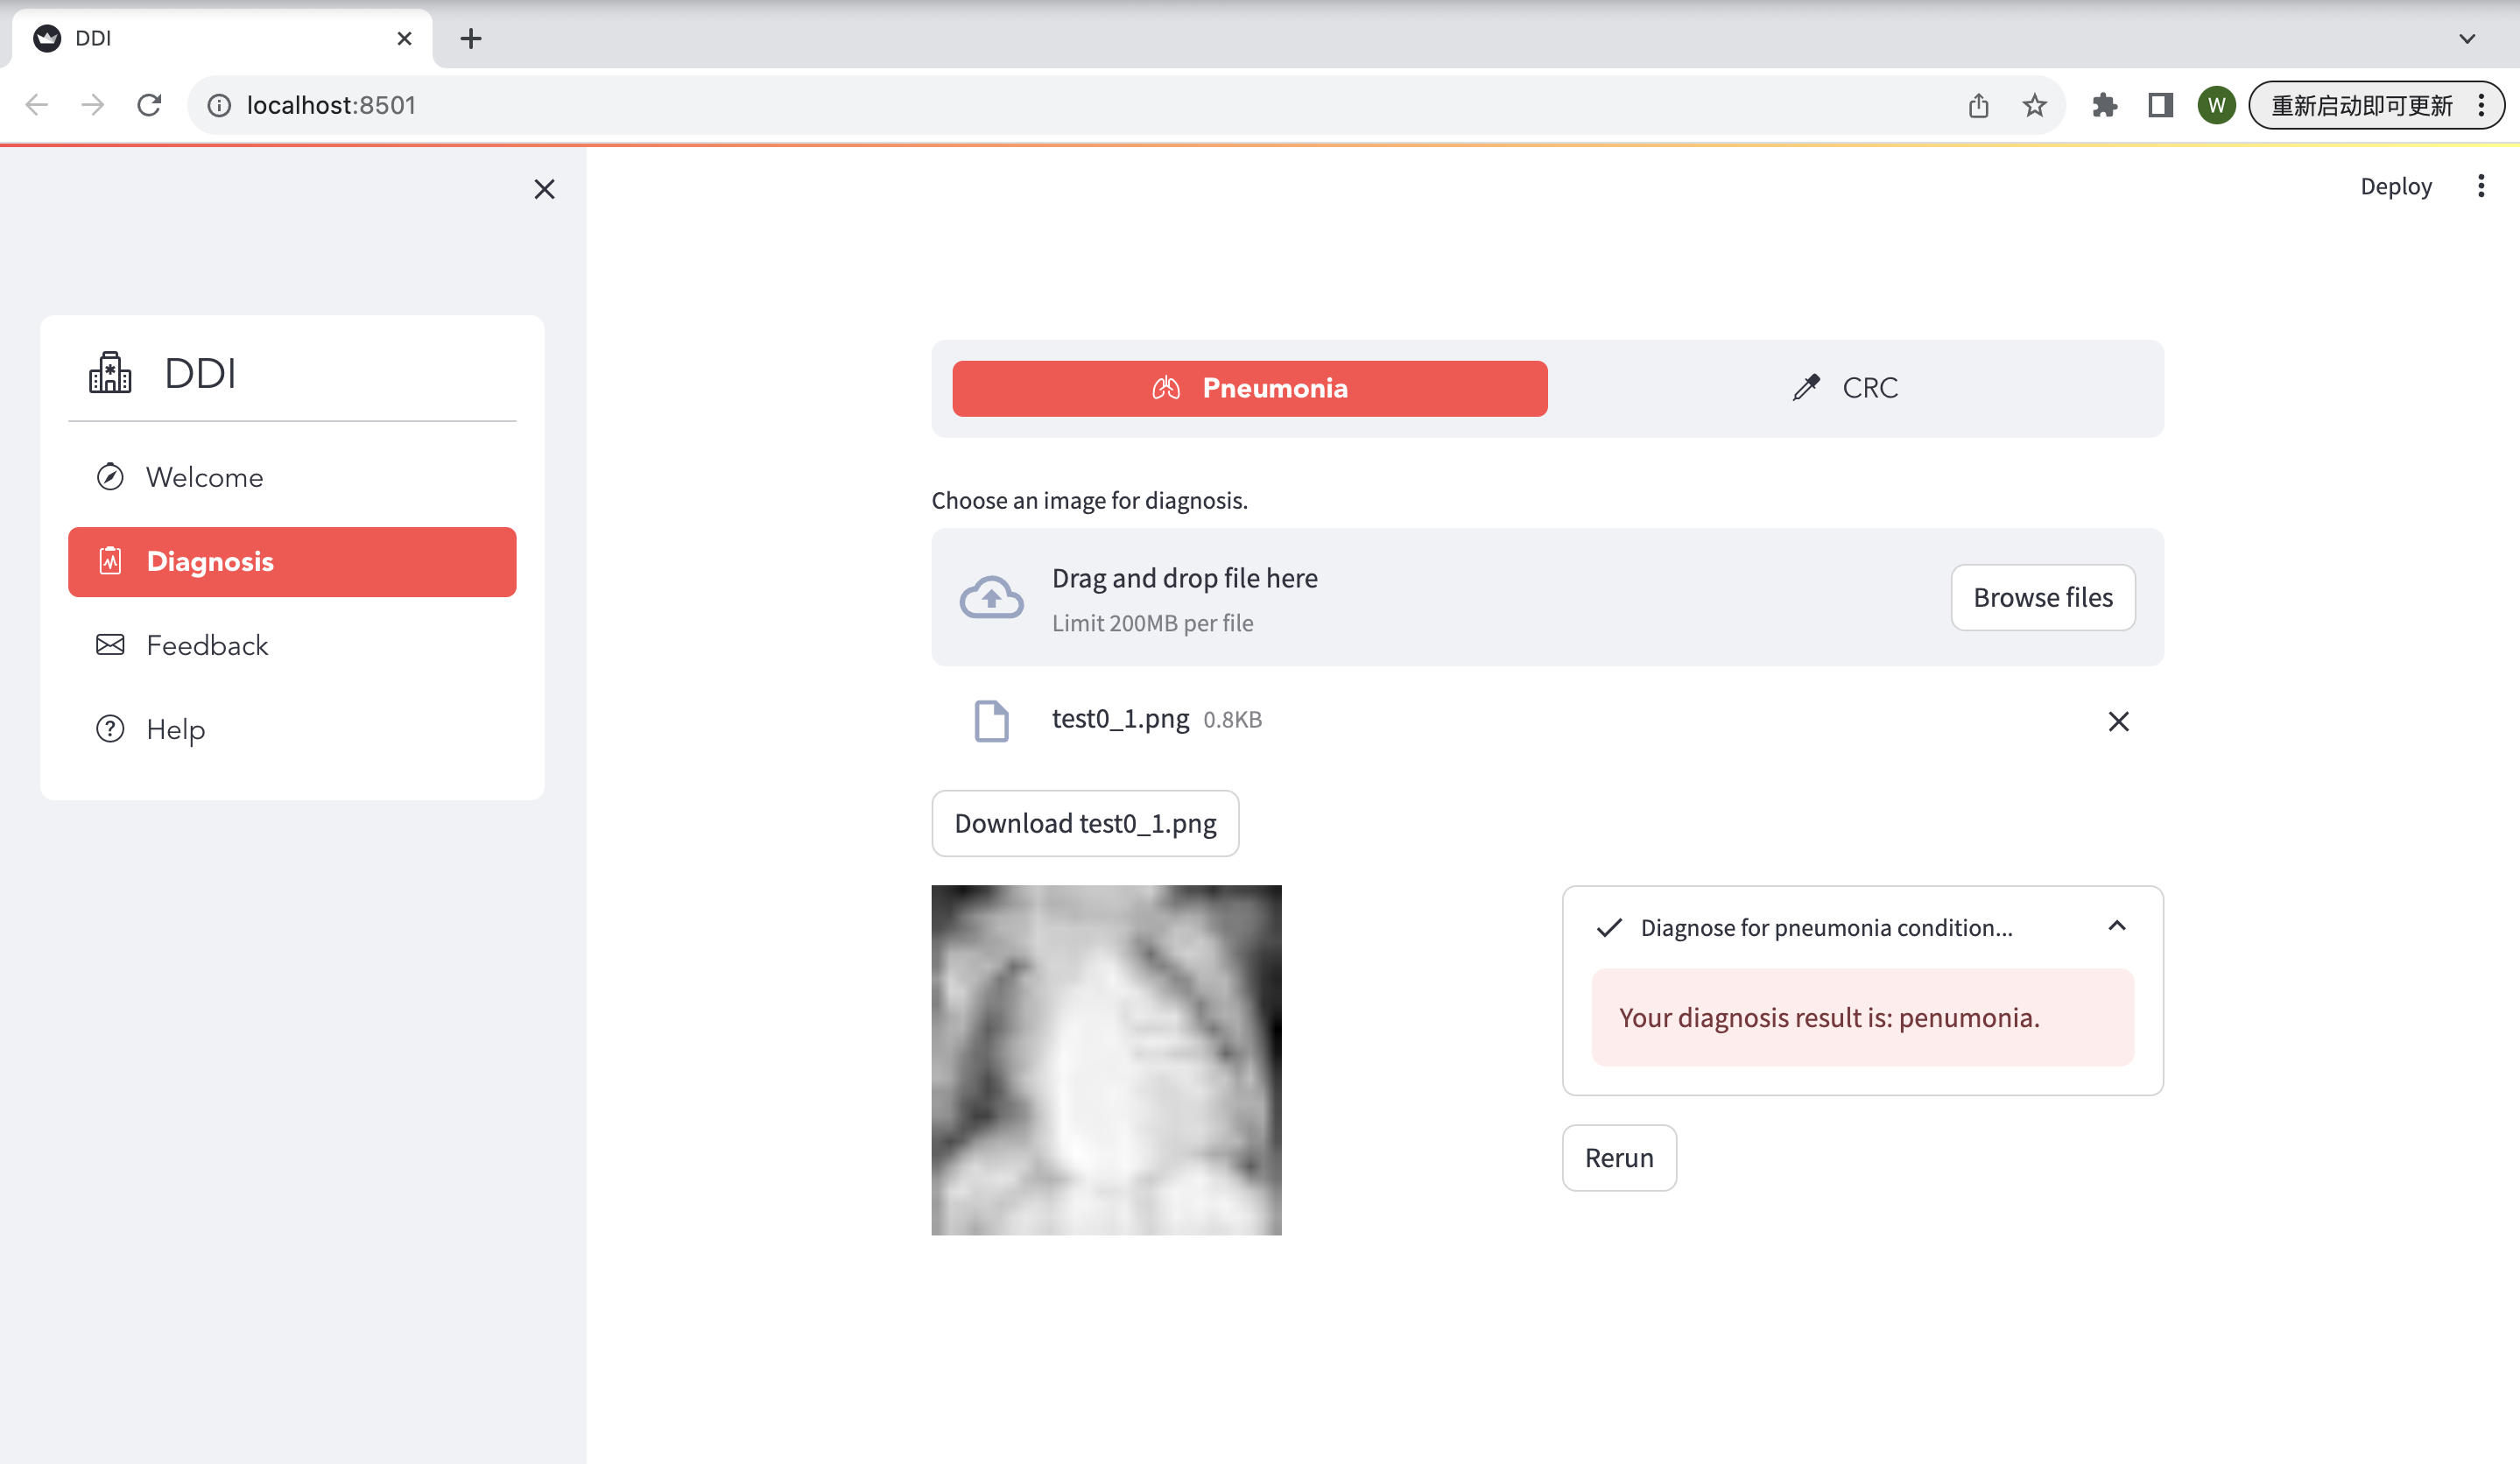 DDI
localhost:8501
W
重新启动即可更新
Deploy
DDI
Welcome
Diagnosis
Feedback
Help
Pneumonia
CRC
Choose an image for diagnosis.
Drag and drop file here
Limit 200MB per file
Browse files
test0_1.png 0.8KB
Download test0_1.png
Diagnose for pneumonia condition...
Your diagnosis result is: penumonia.
Rerun